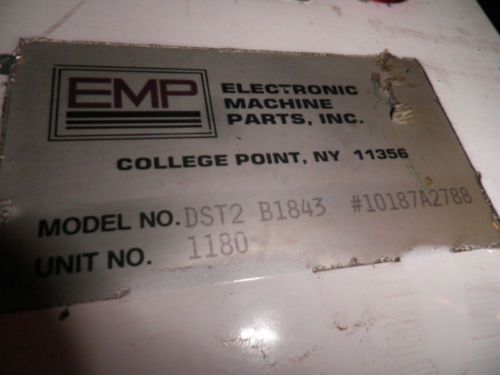 EMP
ELECTRONIC
MACHINE
PARTS, INC.
COLLEGE POINT, NY 11356
MODEL NO. DST2 B1843 #10187A2788
UNIT NO. 1180